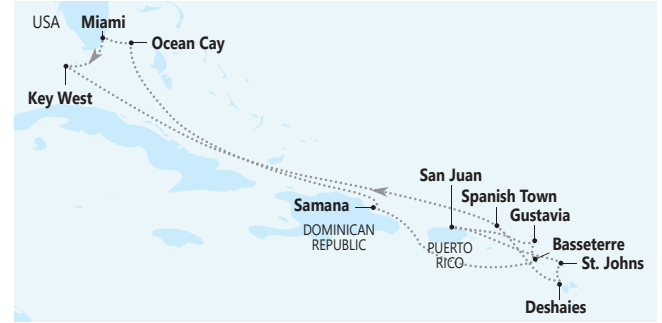 USA
Miami
Ocean Cay
Key West
San Juan
Spanish Town
Samana
Gustavia
DOMINICAN
REPUBLIC
PUERTO
RICO
Basseterre
St. Johns
Deshaies